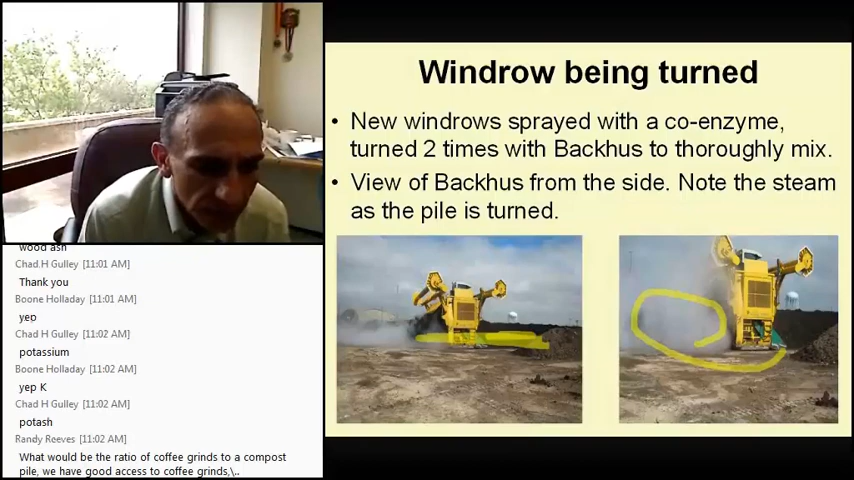 Windrow being turned
• New windrows sprayed with a co-enzyme,
turned 2 times with Backhus to thoroughly mix.
• View of Backhus from the side. Note the steam
as the pile is turned.
wood ash
Chad H Gulley [11:01 AM]
Thank you
Boone Holladay [11:01 AM]
yep
Chad H Gulley [11:02 AM]
potassium
Boone Holladay [11:02 AM]
yep K
Chad H Gulley [11:02 AM]
potash
Randy Reeves [11:02 AM]
What would be the ratio of coffee grinds to a compost
pile, we have good access to coffee grinds,\..